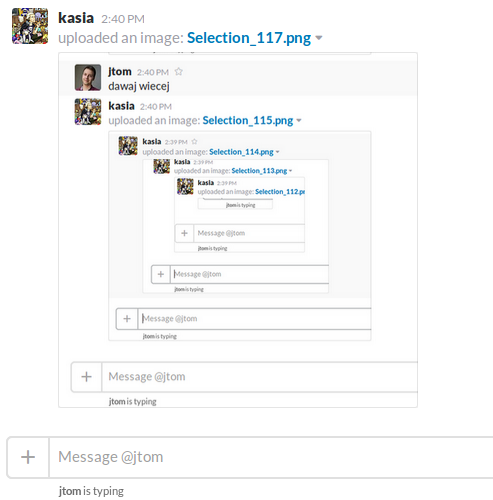 kasia 2:40 PM
uploaded an image: Selection_117.png
jtom 2:40 PM
dawaj wiecej
kasia 2:40 PM
uploaded an image: Selection_115.png
kasia 2:39 PM
uploaded an image: Selection_114.png
kasia 2:39 PM
uploaded an image: Selection_113.png
kasia 2:39 PM
uploaded an image: Selection_112.p
jtom is typing
Message @jtom
jtom is typing
Message @jtom
jtom is typing
Message @jtom
jtom is typing
Message @jtom
jtom is typing
Message @jtom
jtom is typing